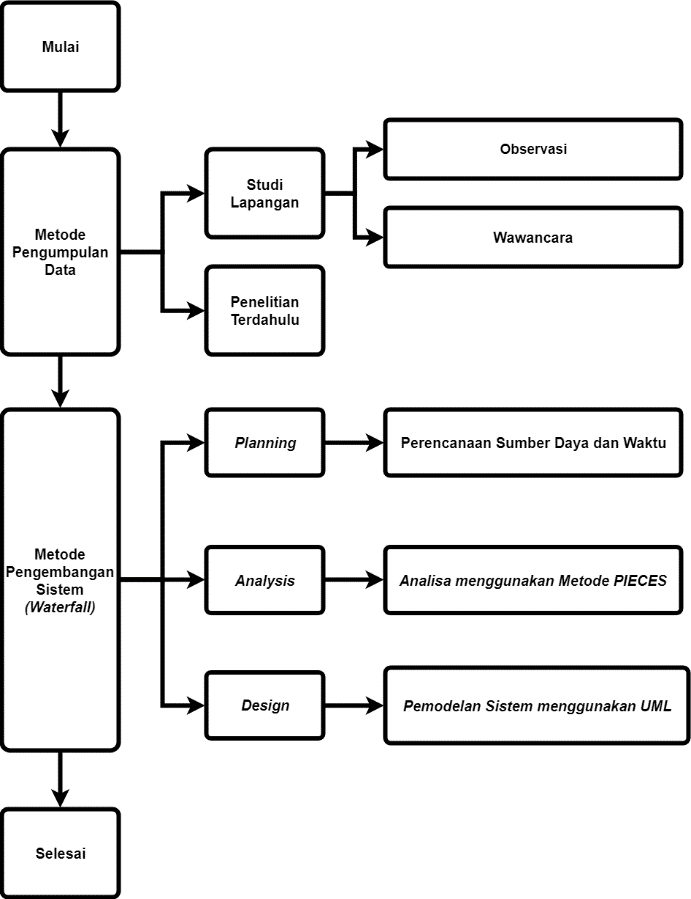 Mulai
Metode
Pengumpulan
Data
Studi
Lapangan
Observasi
Wawancara
Penelitian
Terdahulu
Metode
Pengembangan
Sistem
(Waterfall)
Planning
Perencanaan Sumber Daya dan Waktu
Analysis
Analisa menggunakan Metode PIECES
Design
Pemodelan Sistem menggunakan UML
Selesai